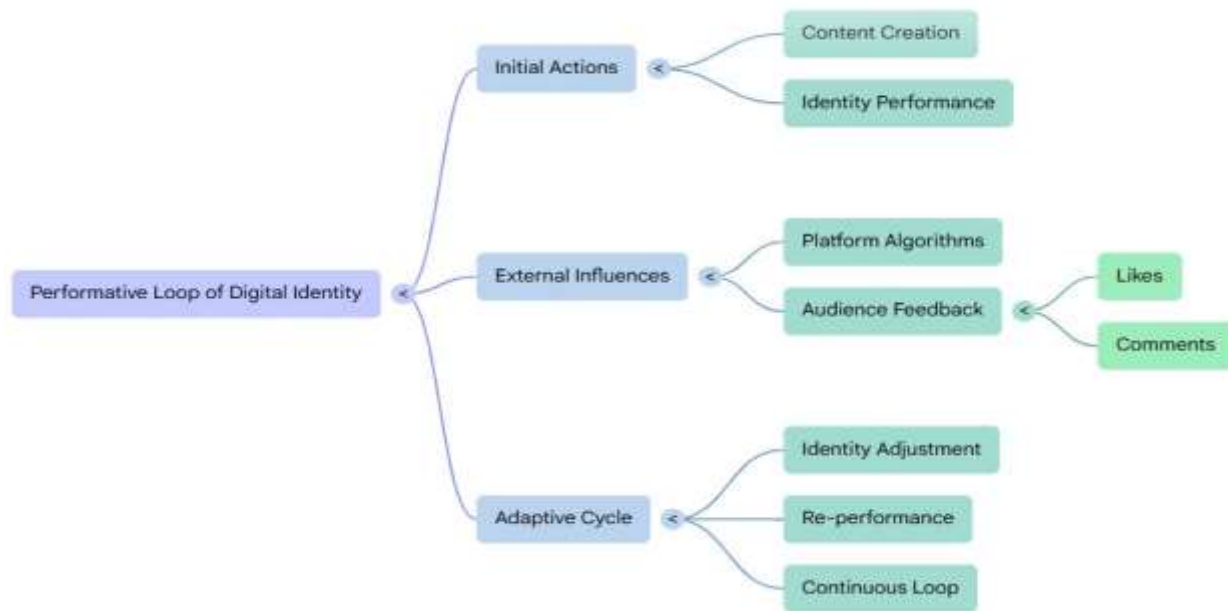 Performative Loop of Digital Identity
Initial Actions
Content Creation
Identity Performance
External Influences
Platform Algorithms
Audience Feedback
Likes
Comments
Adaptive Cycle
Identity Adjustment
Re-performance
Continuous Loop